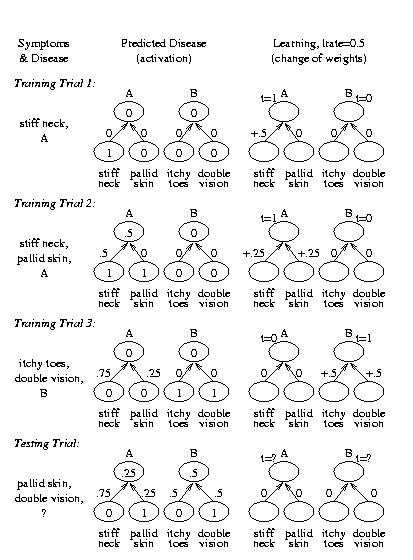 Symptoms Predicted Disease Learning, lrate=0.5
& Disease (activation) (change of weights)
Training Trial 1:
A B t=1 A B t=0
0 0
stiff neck, 0 0 0 0 +.5 0 0 0
A 1 0 0 0
stiff pallid itchy double stiff pallid itchy double
neck skin toes vision neck skin toes vision
Training Trial 2:
A B t=1 A B t=0
.5 0
stiff neck,
pallid skin, .5 0 0 0 +.25 +.25 0 0
A 1 1 0 0
stiff pallid itchy double stiff pallid itchy double
neck skin toes vision neck skin toes vision
Training Trial 3:
A B t=0 A B t=1
0 0
itchy toes, .75 .25 0 0 0 0 +.5 +.5
double vision, 0 0 1 1
B
stiff pallid itchy double stiff pallid itchy double
neck skin toes vision neck skin toes vision
Testing Trial:
A B t=? A B t=?
.25 .5
pallid skin, .75 .25 .5 .5 0 0 0 0
double vision, 0 1 0 1
?
stiff pallid itchy double stiff pallid itchy double
neck skin toes vision neck skin toes vision